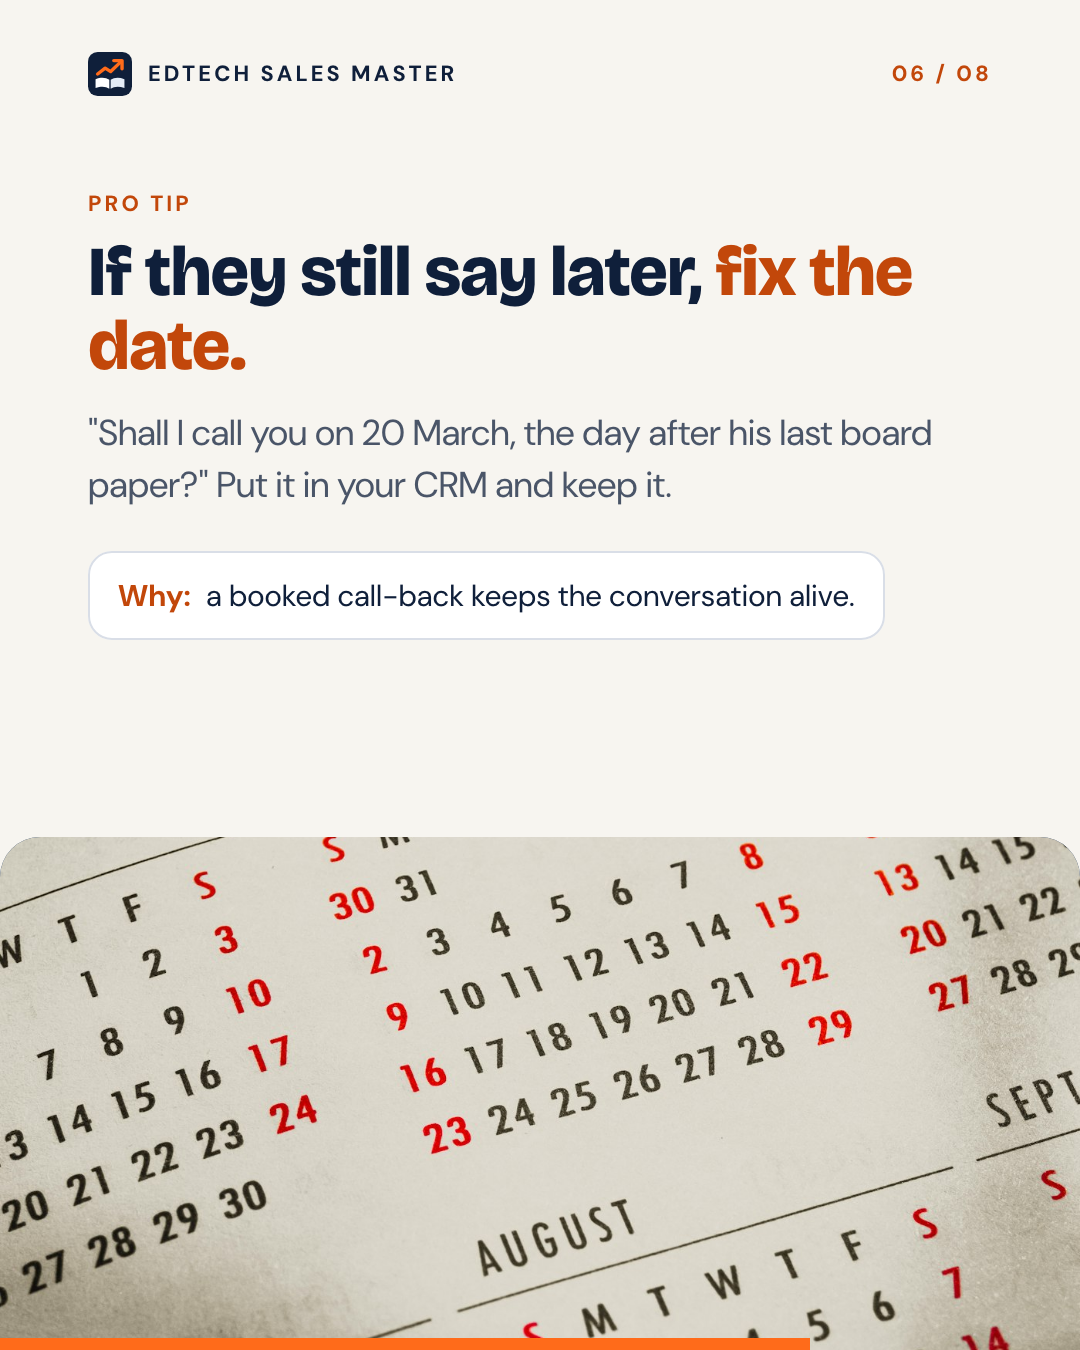 EDTECH SALES MASTER
06 / 08
PRO TIP
If they still say later, fix the
date.
"Shall I call you on 20 March, the day after his last board
paper?" Put it in your CRM and keep it.
Why: a booked call-back keeps the conversation alive.
W T F S
1 2 3
7 8 9 10
14 15 16 17
20 21 22 23 24
27 28 29 30
S M
30 31
5 6 7 8
2 3 4
9 10 11 12 13 14 15
16 17 18 19 20 21 22
23 24 25 26 27 28 29
13 14 15
20 21 22
27 28 29
SEPT
S
AUGUST
S M T W T F S
5 6 7
14